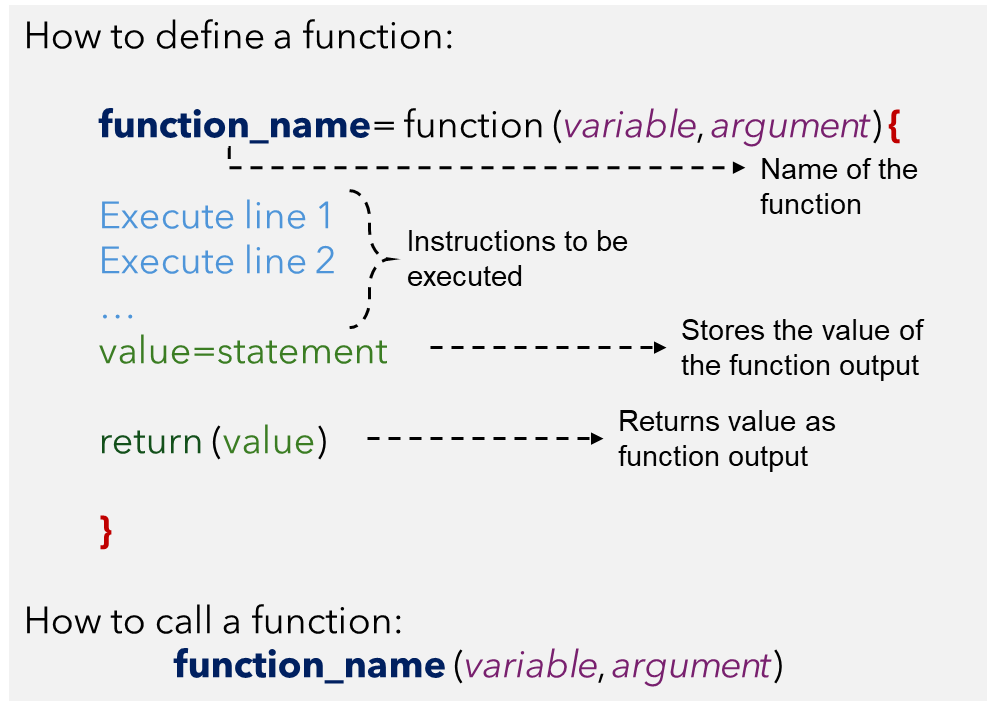 How to define a function:
function_name= function (variable, argument) {
Name of the
function
Execute line 1
Execute line 2
...
Instructions to be
executed
value=statement
Stores the value of
the function output
return (value)
Returns value as
function output
}
How to call a function:
function_name (variable, argument)